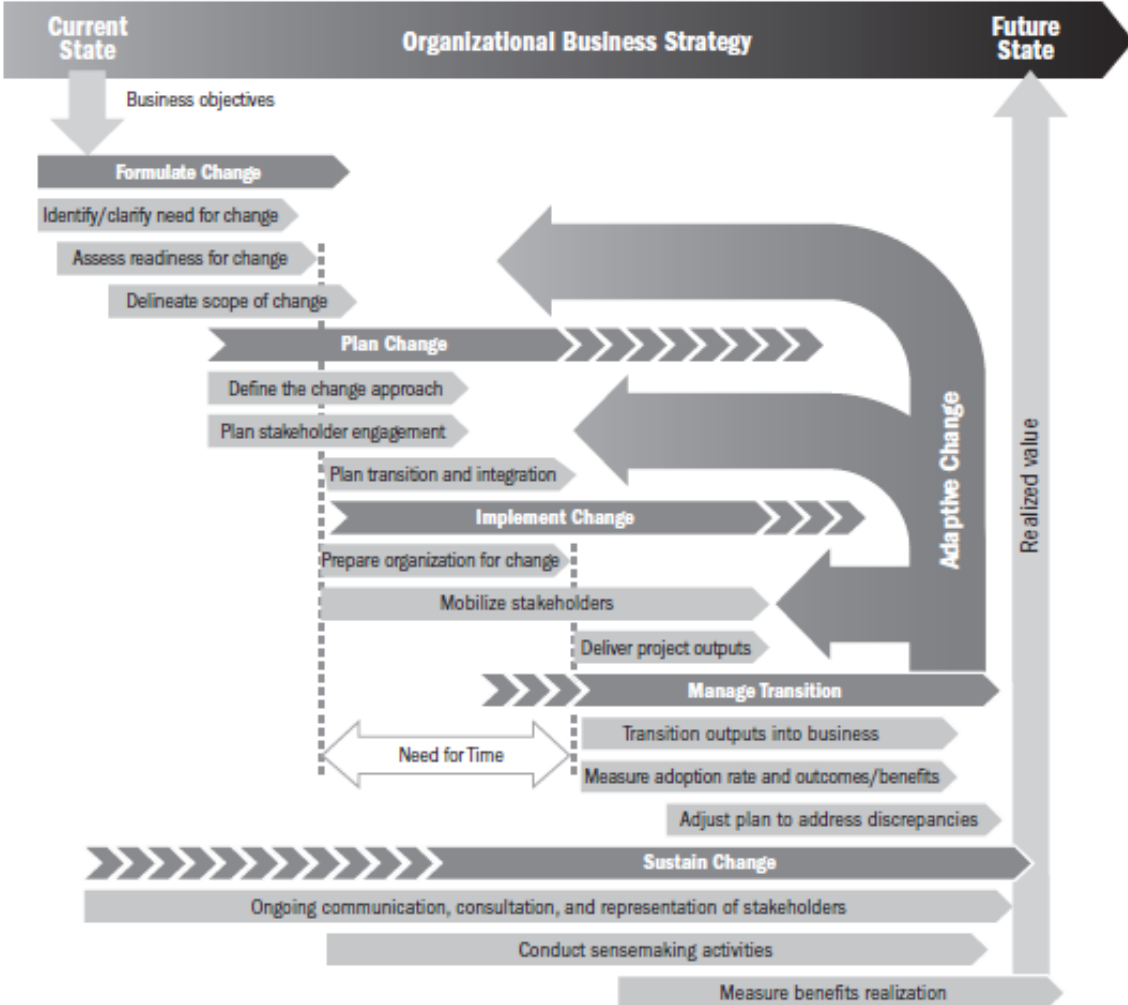 Current
State
Organizational Business Strategy
Future
State
Business objectives
Formulate Change
Identify/clarify need for change
Assess readiness for change
Delineate scope of change
Plan Change
Define the change approach
Plan stakeholder engagement
Plan transition and integration
Implement Change
Prepare organization for change
Mobilize stakeholders
Deliver project outputs
Adaptive Change
Realized value
Manage Transition
Transition outputs into business
Need for Time
Measure adoption rate and outcomes/benefits
Adjust plan to address discrepancies
Sustain Change
Ongoing communication, consultation, and representation of stakeholders
Conduct sensemaking activities
Measure benefits realization